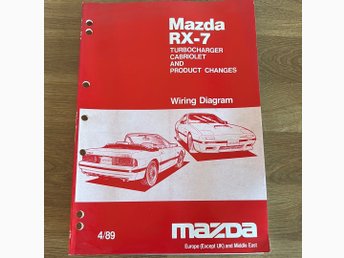 Mazda
RX-7
TURBOCHARGER
CABRIOLET
AND
PRODUCT CHANGES
Wiring Diagram
4/89
mazda
Europe (Except UK) and Middle East